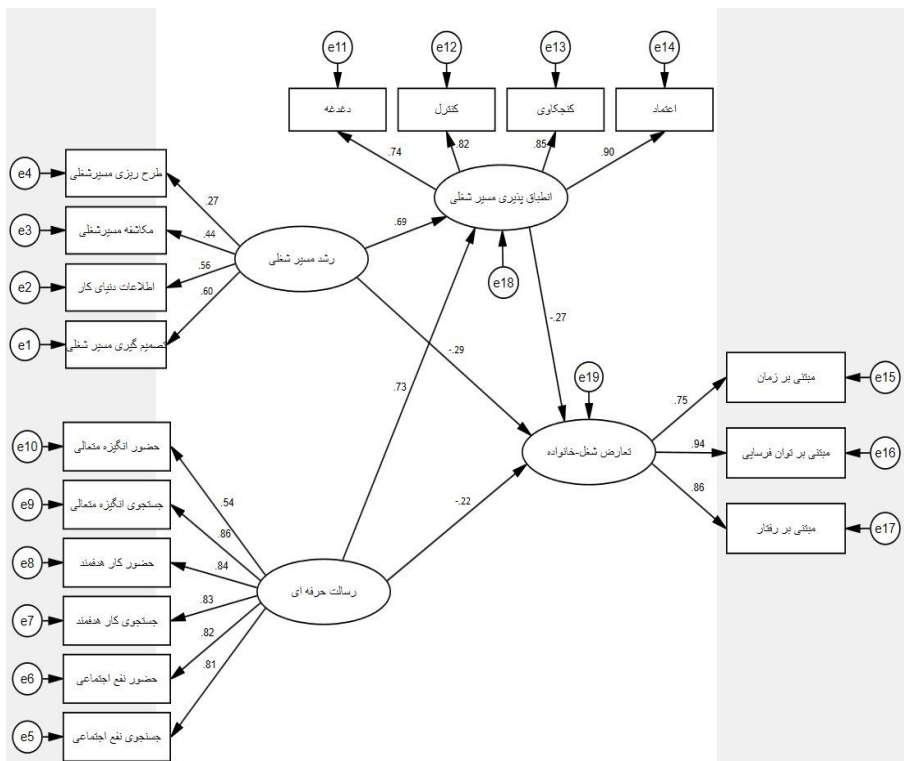 e11
e12
e13
e14
دغدغه
کنترل
کنجکاوی
اعتماد
.74
.82
.85
.90
انطباق پذیری مسیر شغلی
e18
e4
طرح ریزی مسیرشغلی
e3
مکاشفه مسیرشغلی
e2
اطلاعات دنیای کار
e1
تصمیم گیری مسیر شغلی
.27
.44
.56
.60
رشد مسیر شغلی
.69
-.29
-.27
.73
-.22
e19
تعارض شغل-خانواده
.75
.94
.86
مبتنی بر زمان
e15
مبتنی بر توان فرسایی
e16
مبتنی بر رفتار
e17
e10
حضور انگیزه متعالی
e9
جستجوی انگیزه متعالی
e8
حضور کار هدفمند
e7
جستجوی کار هدفمند
e6
حضور نفع اجتماعی
e5
جستجوی نفع اجتماعی
.54
.86
.84
.83
.82
.81
رسالت حرفه ای